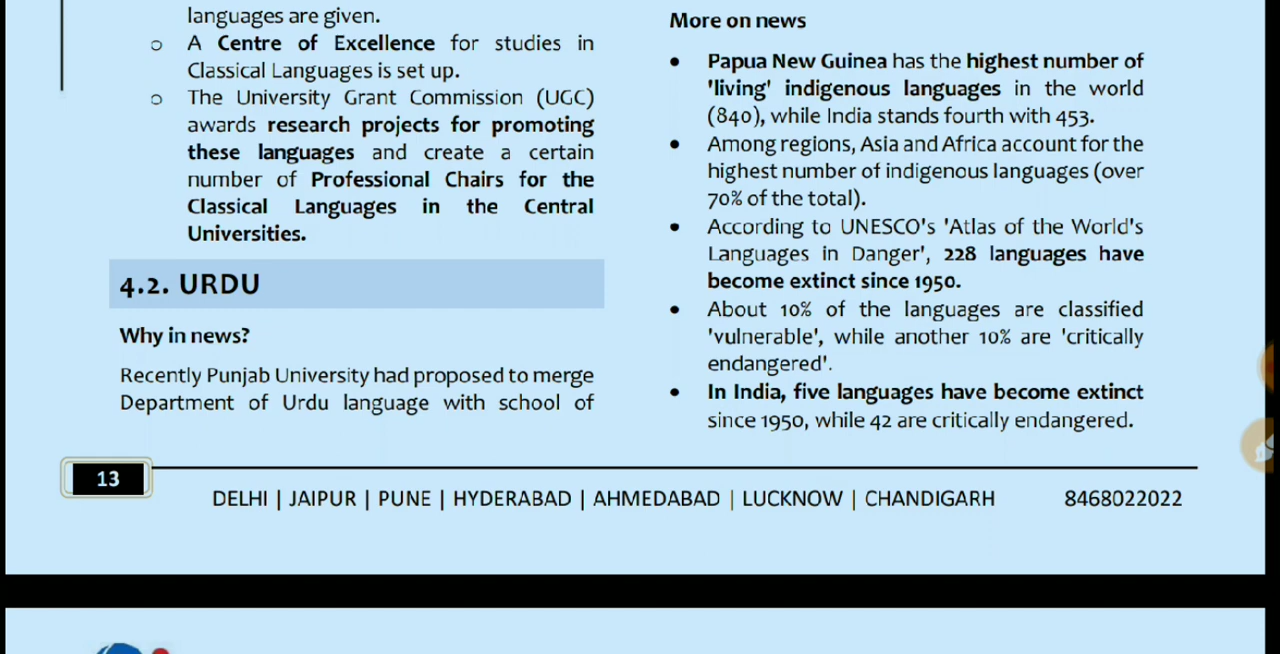 languages are given.
o A Centre of Excellence for studies in
Classical Languages is set up.
o The University Grant Commission (UGC)
awards research projects for promoting
these languages and create a certain
number of Professional Chairs for the
Classical Languages in the Central
Universities.
4.2. URDU
Why in news?
Recently Punjab University had proposed to merge
Department of Urdu language with school of
More on news
• Papua New Guinea has the highest number of
'living' indigenous languages in the world
(840), while India stands fourth with 453.
• Among regions, Asia and Africa account for the
highest number of indigenous languages (over
70% of the total).
• According to UNESCO's 'Atlas of the World's
Languages in Danger', 228 languages have
become extinct since 1950.
• About 10% of the languages are classified
'vulnerable', while another 10% are 'critically
endangered'.
• In India, five languages have become extinct
since 1950, while 42 are critically endangered.
13
DELHI | JAIPUR | PUNE | HYDERABAD | AHMEDABAD | LUCKNOW | CHANDIGARH 8468022022